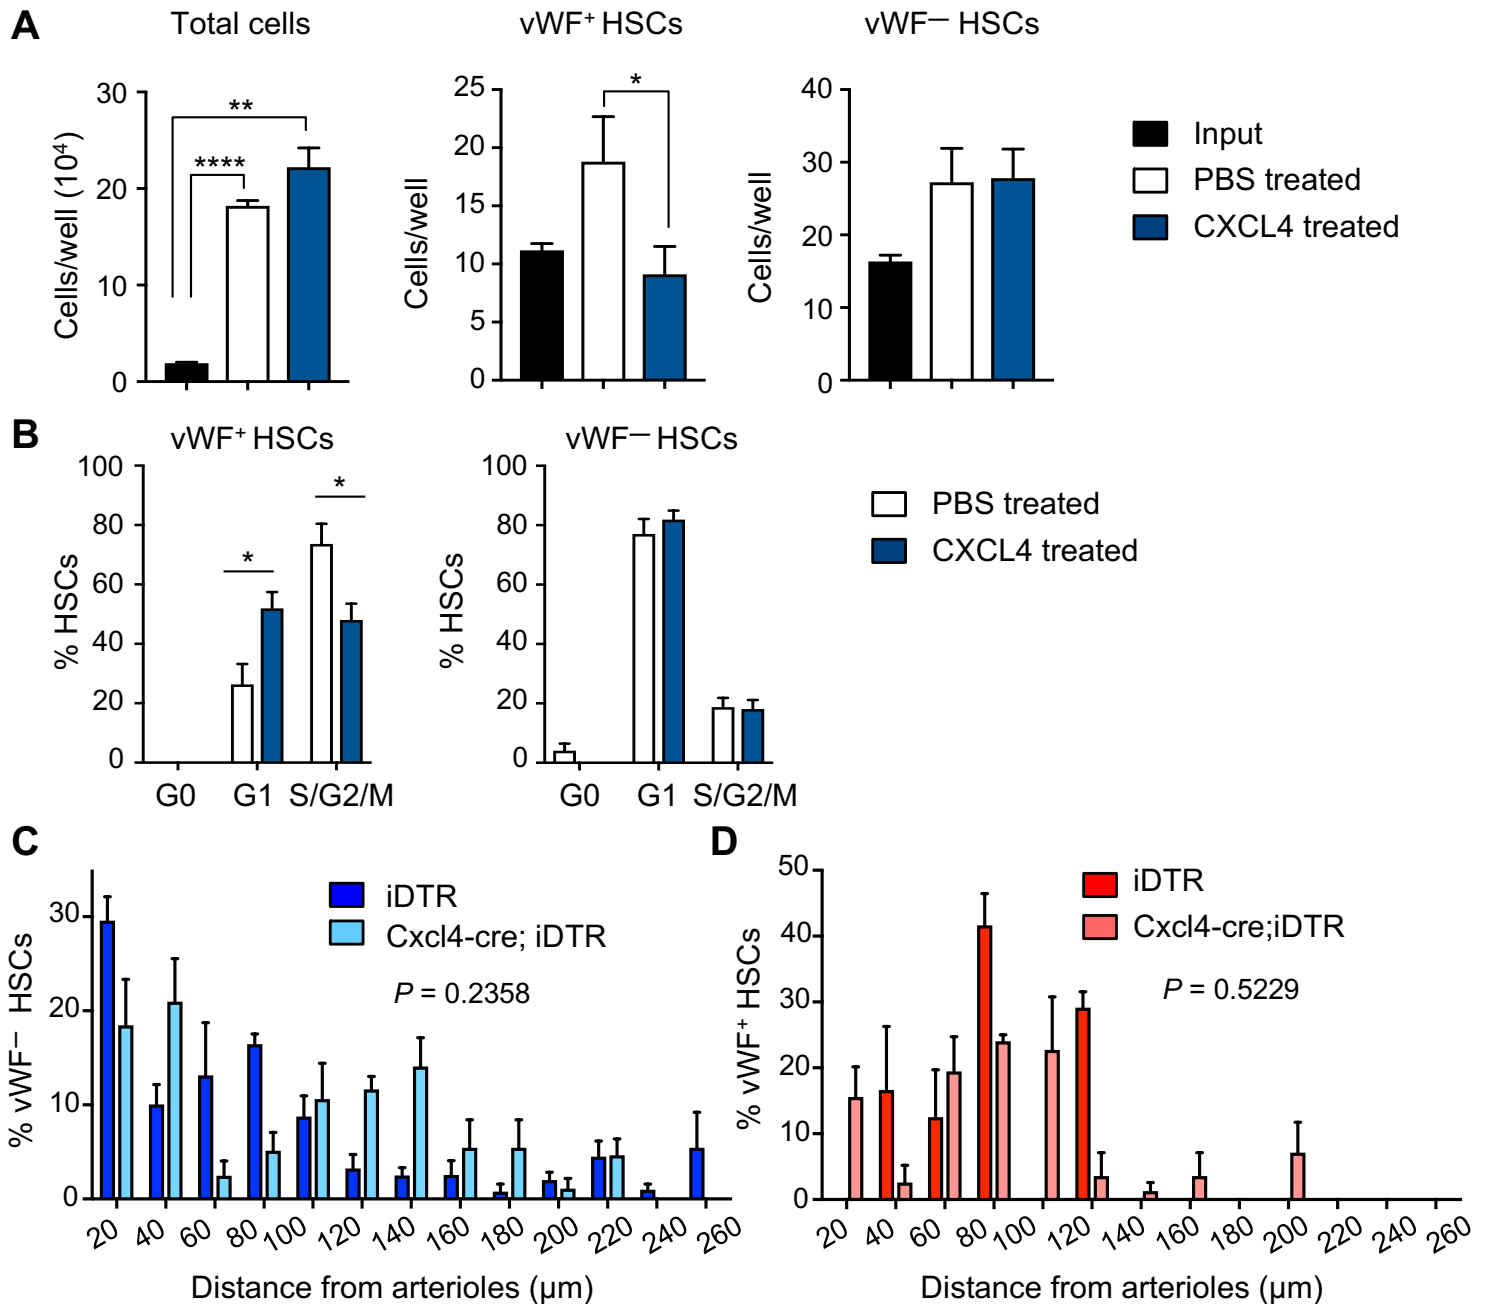 A
Total cells
vWF⁺ HSCs
vWF— HSCs
Cells/well (10⁴)
30
20
10
0
**
****
Cells/well
25
20
15
10
5
0
*
Cells/well
40
30
20
10
0
Input
PBS treated
CXCL4 treated
B
vWF⁺ HSCs
vWF— HSCs
% HSCs
100
80
60
40
20
0
*
*
G0 G1 S/G2/M
% HSCs
100
80
60
40
20
0
G0 G1 S/G2/M
PBS treated
CXCL4 treated
C
% vWF— HSCs
30
20
10
0
iDTR
Cxcl4-cre; iDTR
P = 0.2358
20 40 60 80 100 120 140 160 180 200 220 240 260
Distance from arterioles (μm)
D
% vWF⁺ HSCs
50
40
30
20
10
0
iDTR
Cxcl4-cre;iDTR
P = 0.5229
20 40 60 80 100 120 140 160 180 200 220 240 260
Distance from arterioles (μm)